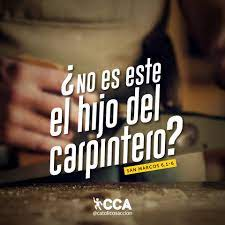 ¿NO ES ESTE
el HIJO DEL
CARPINTERO?
SAN MARCOS 6,1-6
CCA
@catolicosaccion